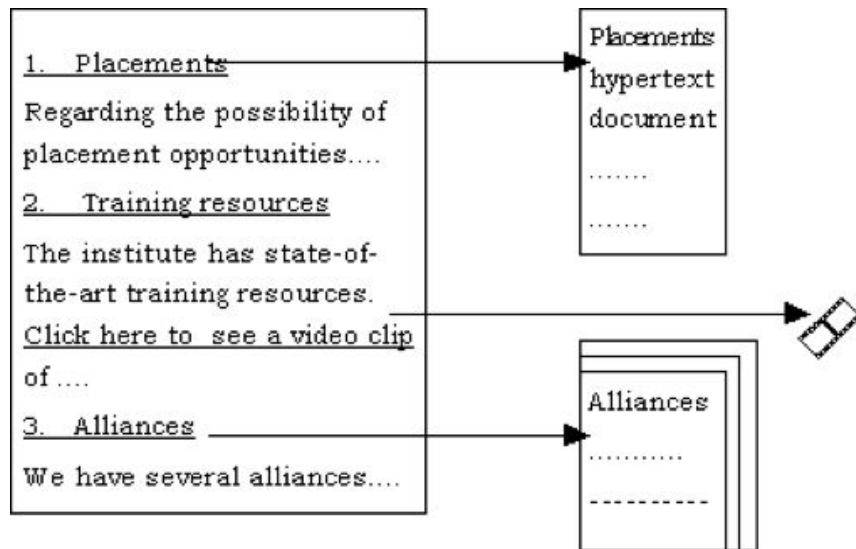 1. Placements
Regarding the possibility of
placement opportunities....
2. Training resources
The institute has state-of-
the-art training resources.
Click here to see a video clip
of ....
3. Alliances
We have several alliances....
Placements
hypertext
document
.......
.......
Alliances
..........
-----------